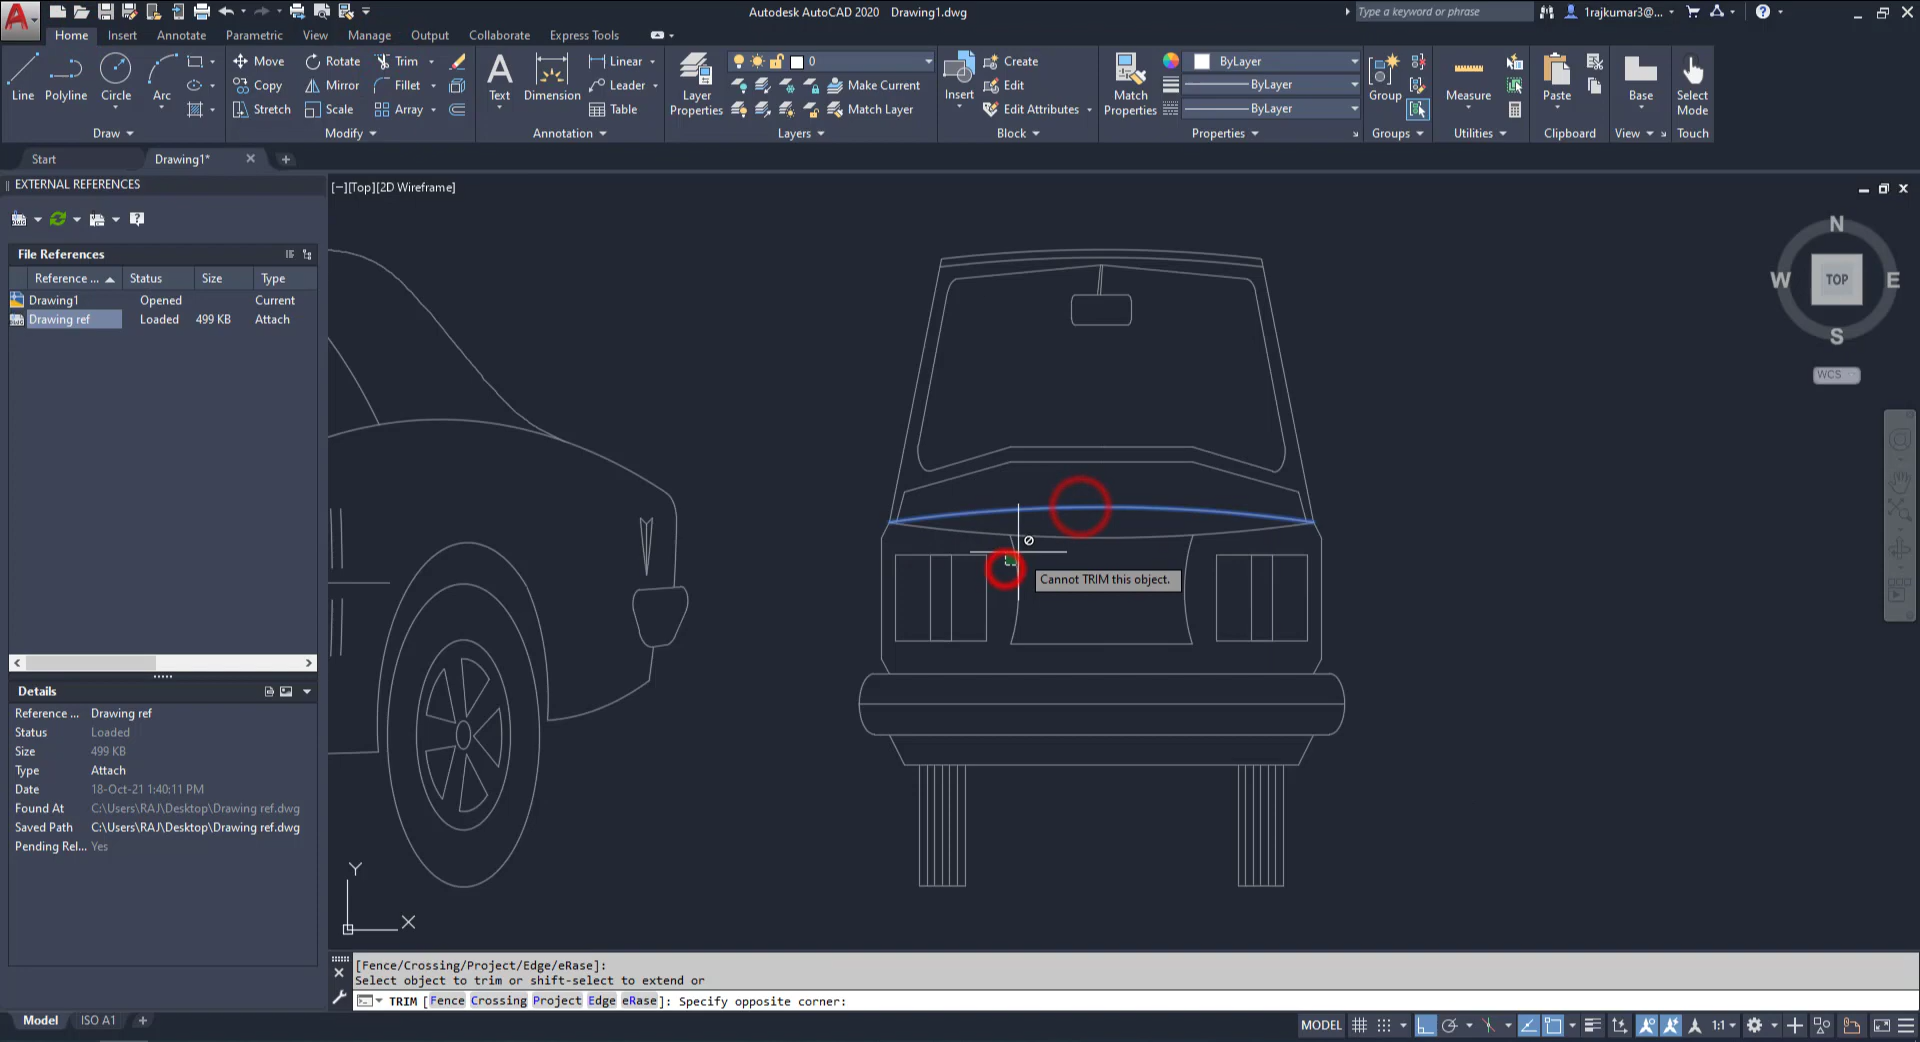 Autodesk AutoCAD 2020 Drawing1.dwg
Type a keyword or phrase
1rajkumar3@...
Home Insert Annotate Parametric View Manage Output Collaborate Express Tools
Line
Polyline
Circle
Arc
Draw
Move
Copy
Stretch
Rotate
Mirror
Scale
Trim
Fillet
Array
Modify
Text
Dimension
Linear
Leader
Table
Annotation
Layer
Properties
0
Make Current
Match Layer
Layers
Insert
Create
Edit
Edit Attributes
Block
Match
Properties
ByLayer
ByLayer
ByLayer
Properties
Group
Groups
Measure
Utilities
Paste
Clipboard
Base
View
Select
Mode
Touch
Start
Drawing1*
EXTERNAL REFERENCES
[−][Top][2D Wireframe]
File References
Reference ... Status Size Type
Drawing1 Opened Current
Drawing ref Loaded 499 KB Attach
Details
Reference ... Drawing ref
Status Loaded
Size 499 KB
Type Attach
Date 18-Oct-21 1:40:11 PM
Found At C:\Users\RAJ\Desktop\Drawing ref.dwg
Saved Path C:\Users\RAJ\Desktop\Drawing ref.dwg
Pending Rel... Yes
N
W TOP E
S
WCS
Cannot TRIM this object.
Y
X
[Fence/Crossing/Project/Edge/eRase]:
Select object to trim or shift-select to extend or
TRIM [Fence Crossing Project Edge eRase]: Specify opposite corner:
Model ISO A1
MODEL 1:1